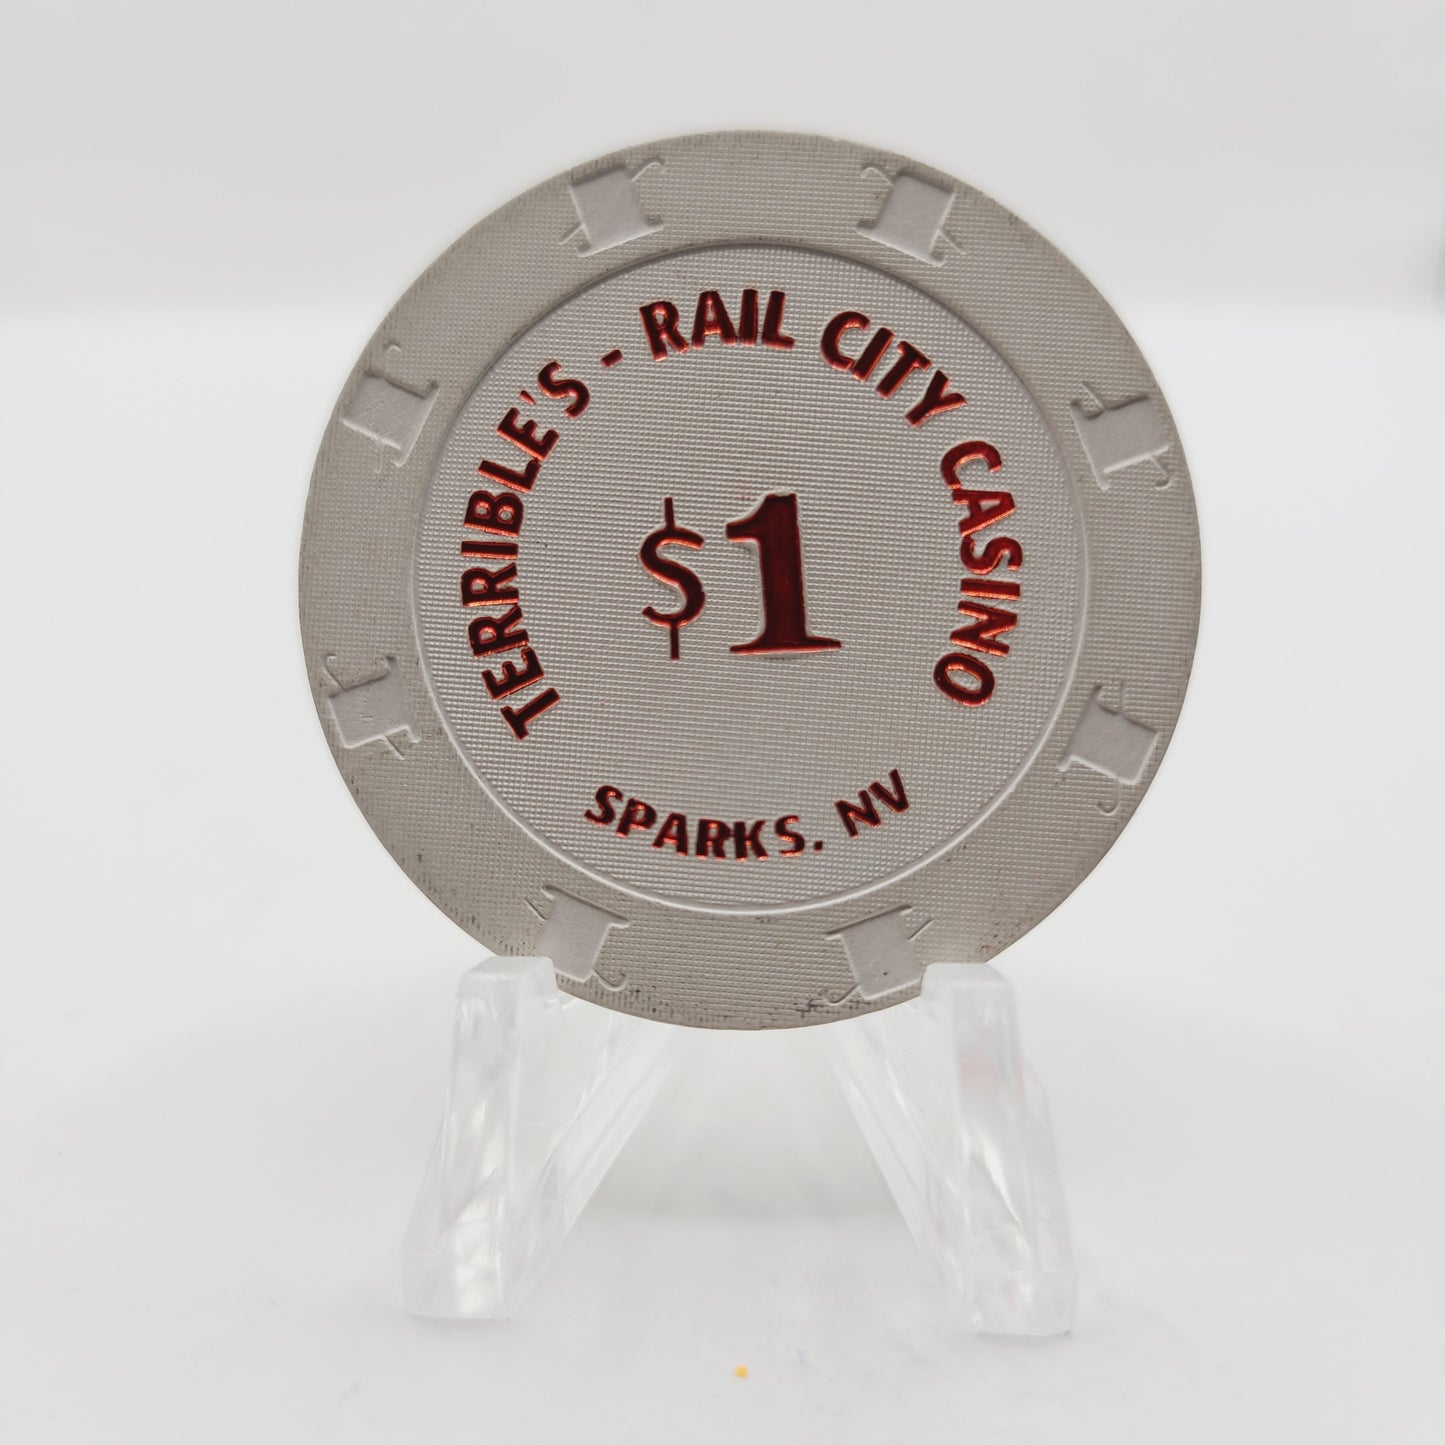 TERRIBLE'S - RAIL CITY CASINO
$1
SPARKS. NV